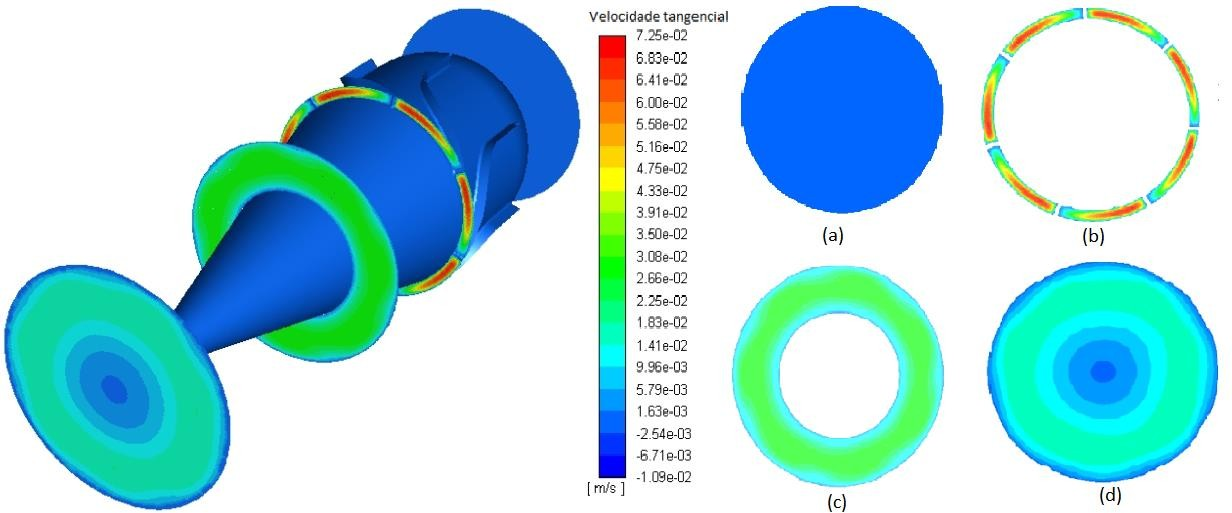 Velocidade tangencial
7.25e-02
6.83e-02
6.41e-02
6.00e-02
5.58e-02
5.16e-02
4.75e-02
4.33e-02
3.91e-02
3.50e-02
3.08e-02
2.66e-02
2.25e-02
1.83e-02
1.41e-02
9.96e-03
5.79e-03
1.63e-03
-2.54e-03
-6.71e-03
-1.09e-02
[ m/s ]
(a)
(b)
(c)
(d)